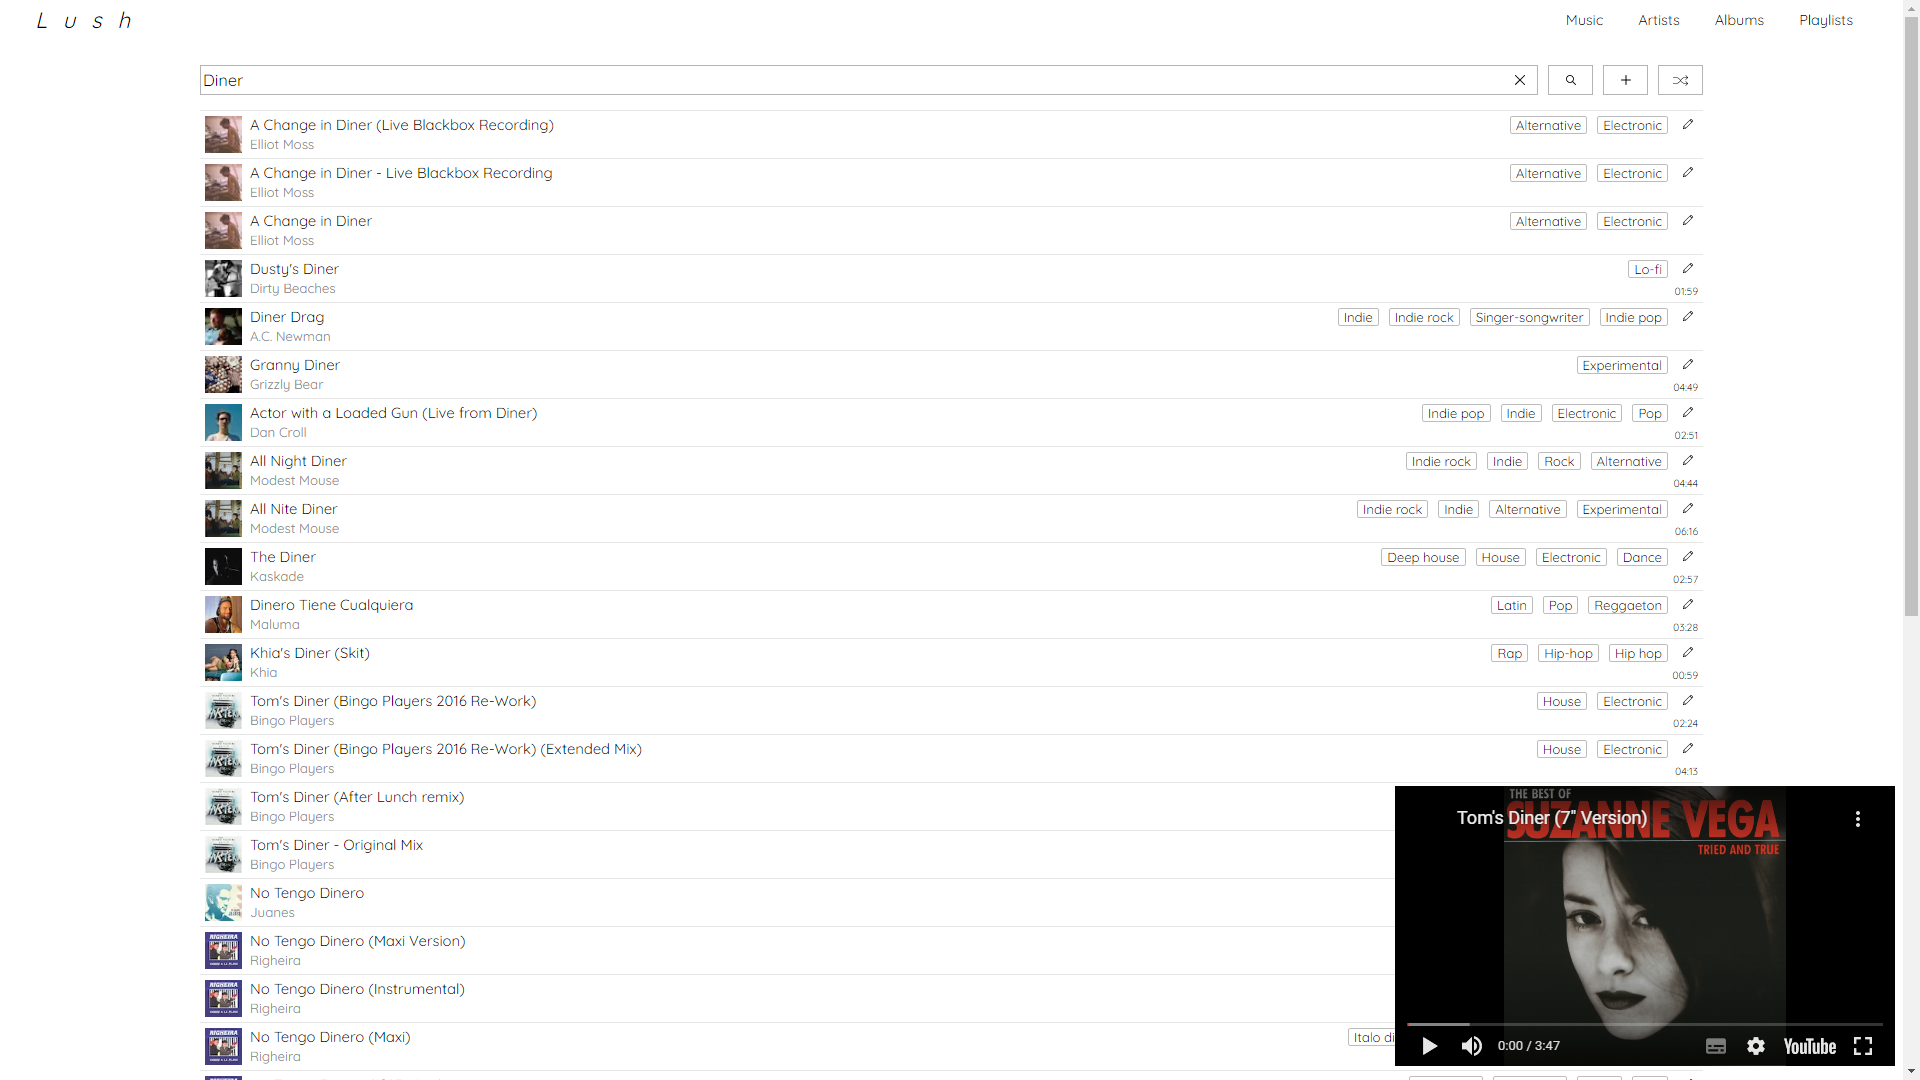 Lush
Music Artists Albums Playlists
Diner
A Change in Diner (Live Blackbox Recording) Alternative Electronic
Elliot Moss
A Change in Diner - Live Blackbox Recording Alternative Electronic
Elliot Moss
A Change in Diner Alternative Electronic
Elliot Moss
Dusty's Diner Lo-fi
Dirty Beaches 01:59
Diner Drag Indie Indie rock Singer-songwriter Indie pop
A.C. Newman
Granny Diner Experimental
Grizzly Bear 04:49
Actor with a Loaded Gun (Live from Diner) Indie pop Indie Electronic Pop
Dan Croll 02:51
All Night Diner Indie rock Indie Rock Alternative
Modest Mouse 04:44
All Nite Diner Indie rock Indie Alternative Experimental
Modest Mouse 06:16
The Diner Deep house House Electronic Dance
Kaskade 02:57
Dinero Tiene Cualquiera Latin Pop Reggaeton
Maluma 03:28
Khia's Diner (Skit) Rap Hip-hop Hip hop
Khia 00:59
Tom's Diner (Bingo Players 2016 Re-Work) House Electronic
Bingo Players 02:24
Tom's Diner (Bingo Players 2016 Re-Work) (Extended Mix) House Electronic
Bingo Players 04:13
Tom's Diner (After Lunch remix)
Bingo Players
Tom's Diner - Original Mix
Bingo Players
No Tengo Dinero
Juanes
No Tengo Dinero (Maxi Version)
Righeira
No Tengo Dinero (Instrumental)
Righeira
No Tengo Dinero (Maxi) Italo di
Righeira
THE BEST OF
SUZANNE VEGA
Tom's Diner (7" Version)
TRIED AND TRUE
0:00 / 3:47
YouTube